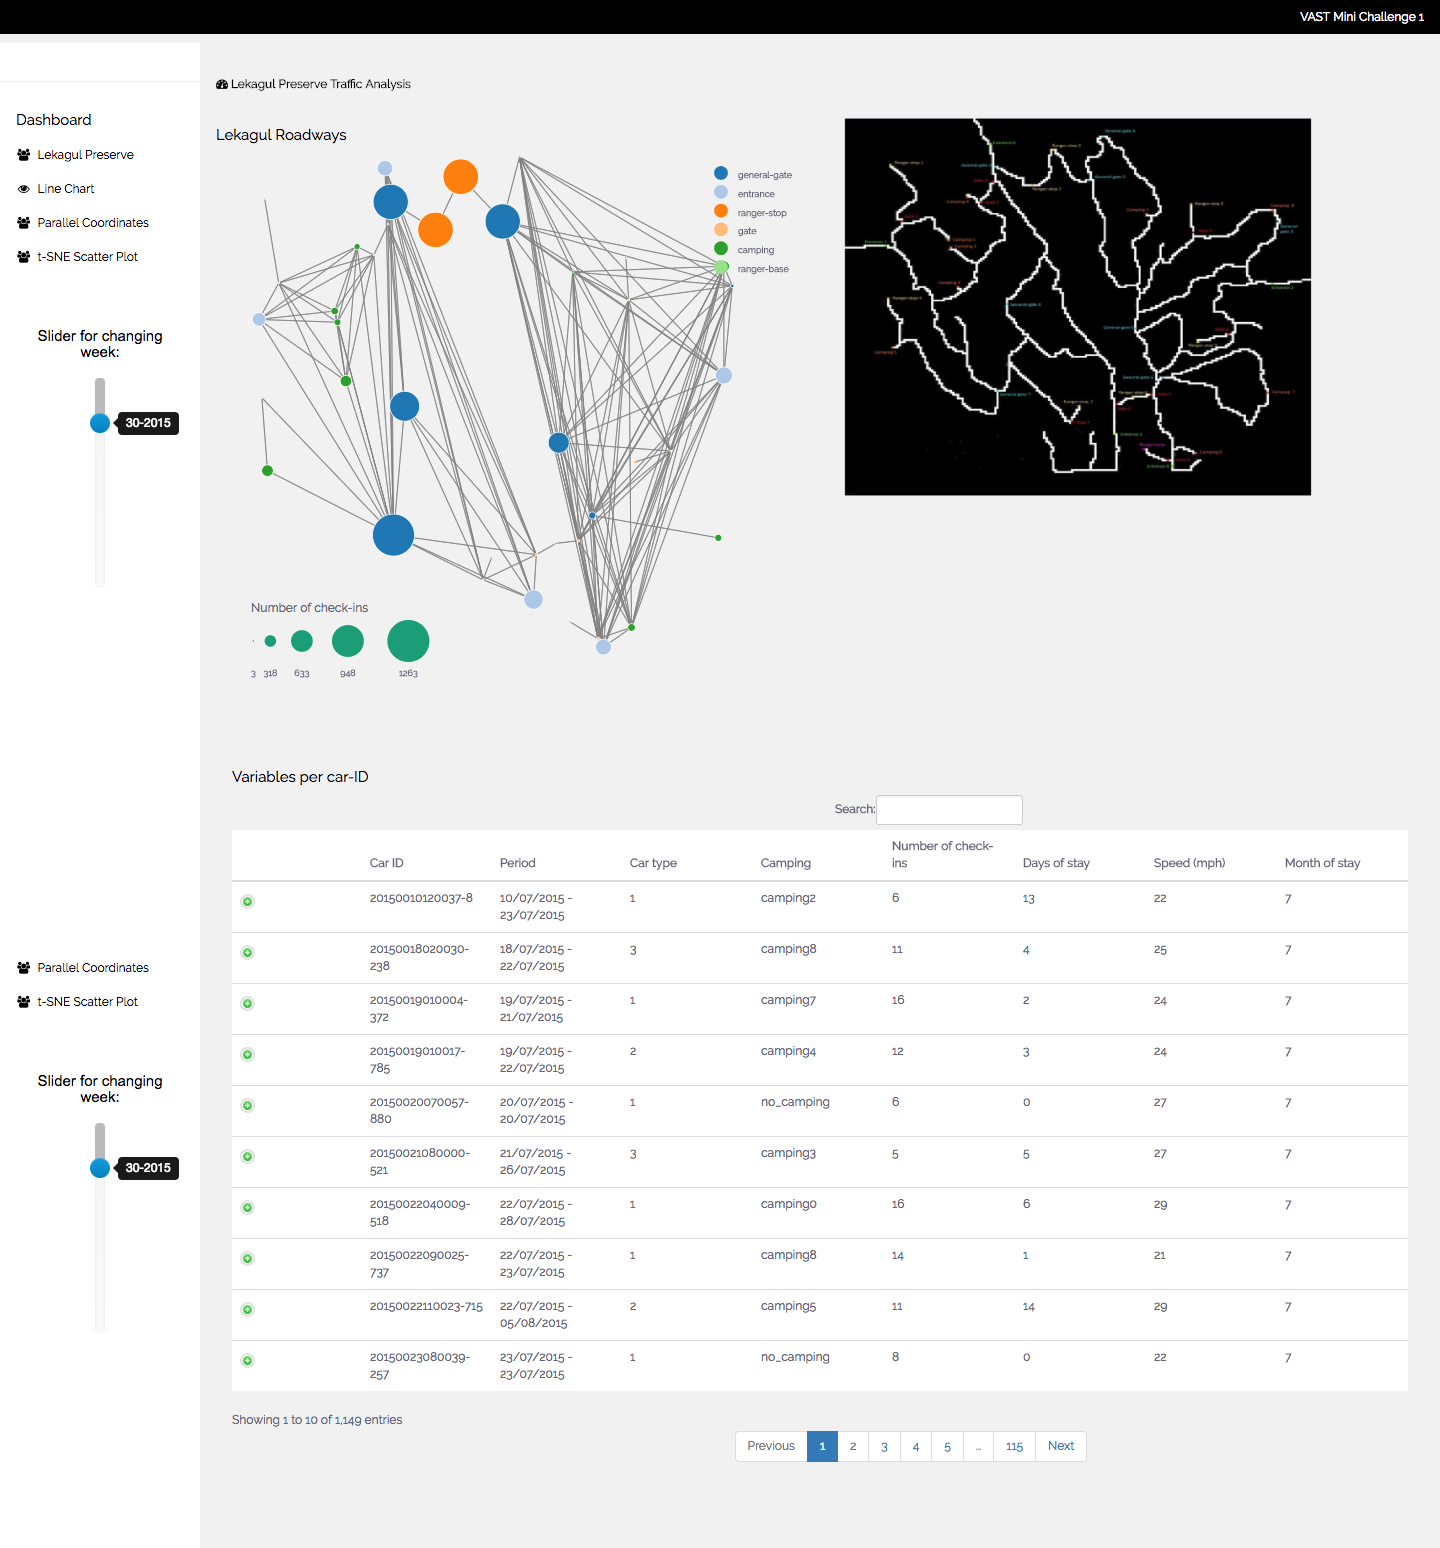 VAST Mini Challenge 1
Lekagul Preserve Traffic Analysis
Dashboard
Lekagul Preserve
Line Chart
Parallel Coordinates
t-SNE Scatter Plot
Slider for changing
week:
30-2015
Lekagul Roadways
general-gate
entrance
ranger-stop
gate
camping
ranger-base
Number of check-ins
3 318 633 948 1263
Variables per car-ID
Search:
Car ID Period Car type Camping Number of check-
ins Days of stay Speed (mph) Month of stay
20150010120037-8 10/07/2015 - 1 camping2 6 13 22 7
23/07/2015
20150018020030- 18/07/2015 - 3 camping8 11 4 25 7
238 22/07/2015
20150019010004- 19/07/2015 - 1 camping7 16 2 24 7
372 21/07/2015
20150019010017- 19/07/2015 - 2 camping4 12 3 24 7
785 22/07/2015
20150020070057- 20/07/2015 - 1 no_camping 6 0 27 7
880 20/07/2015
20150021080000- 21/07/2015 - 3 camping3 5 5 27 7
521 26/07/2015
20150022040009- 22/07/2015 - 1 camping0 16 6 29 7
518 28/07/2015
20150022090025- 22/07/2015 - 1 camping8 14 1 21 7
737 23/07/2015
20150022110023-715 22/07/2015 - 2 camping5 11 14 29 7
05/08/2015
20150023080039- 23/07/2015 - 1 no_camping 8 0 22 7
257 23/07/2015
Showing 1 to 10 of 1,149 entries
Previous 1 2 3 4 5 … 115 Next
Parallel Coordinates
t-SNE Scatter Plot
Slider for changing
week:
30-2015